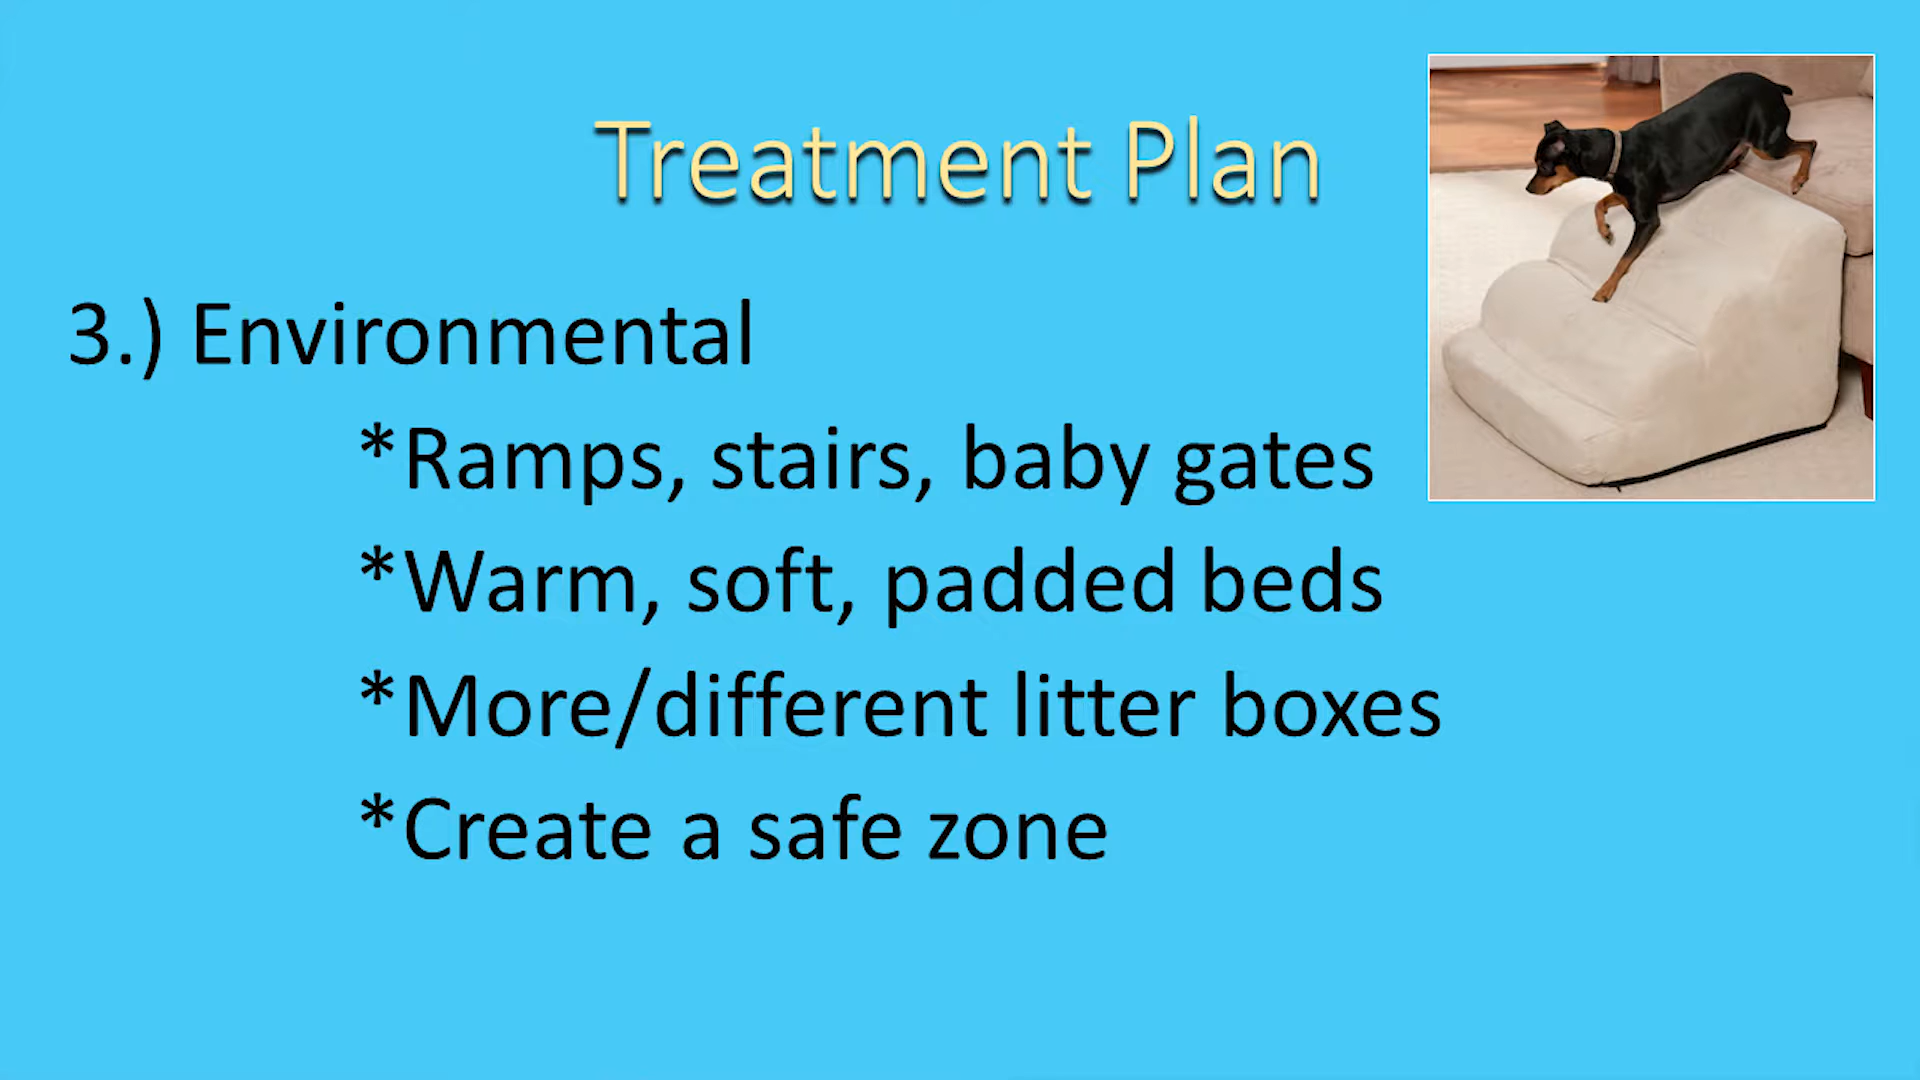 Treatment Plan
3.) Environmental
*Ramps, stairs, baby gates
*Warm, soft, padded beds
*More/different litter boxes
*Create a safe zone